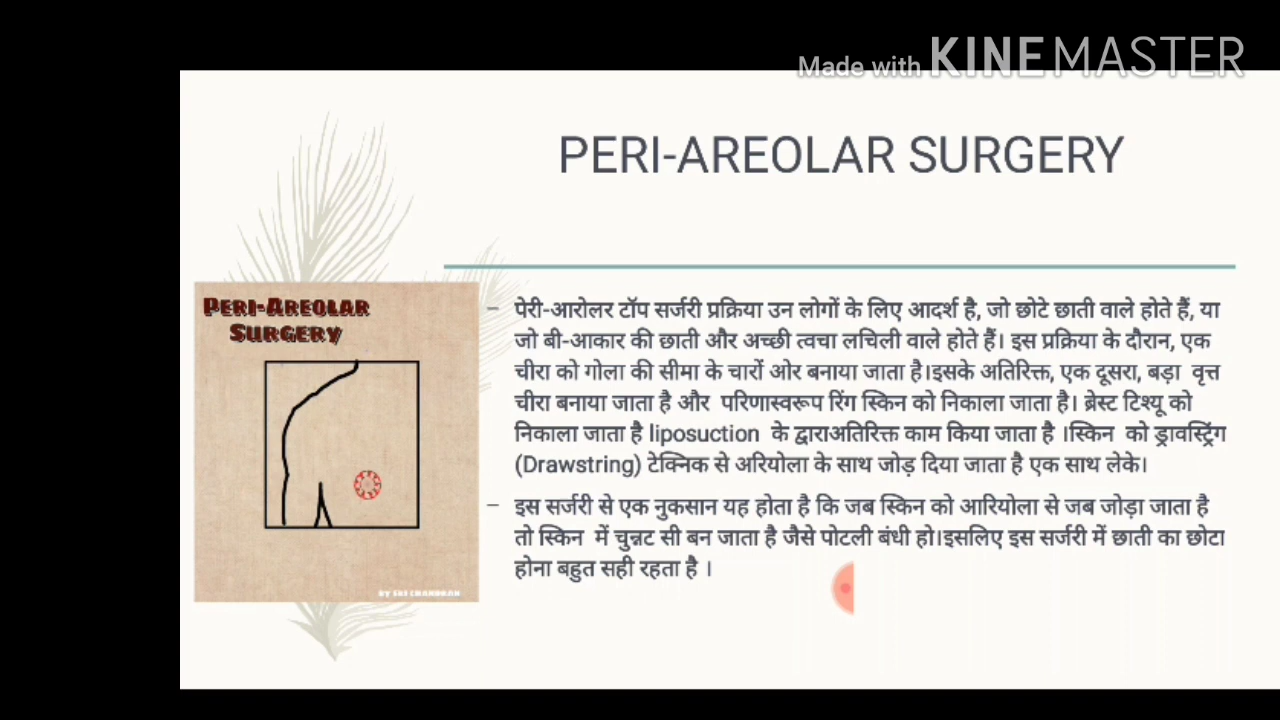 Made with KINEMASTER
PERI-AREOLAR SURGERY
PERI-AREOLAR
SURGERY
BY SRI CHANDRAN
– पेरी-आरोलर टॉप सर्जरी प्रक्रिया उन लोगों के लिए आदर्श है, जो छोटे छाती वाले होते हैं, या
जो बी-आकार की छाती और अच्छी त्वचा लचिली वाले होते हैं। इस प्रक्रिया के दौरान, एक
चीरा को गोला की सीमा के चारों ओर बनाया जाता है।इसके अतिरिक्त, एक दूसरा, बड़ा वृत्त
चीरा बनाया जाता है और परिणास्वरूप रिंग स्किन को निकाला जाता है। ब्रेस्ट टिश्यू को
निकाला जाता है liposuction के द्वाराअतिरिक्त काम किया जाता है ।स्किन को ड्रावस्ट्रिंग
(Drawstring) टेक्निक से अरियोला के साथ जोड़ दिया जाता है एक साथ लेके।
– इस सर्जरी से एक नुकसान यह होता है कि जब स्किन को आरियोला से जब जोड़ा जाता है
तो स्किन में चुन्नट सी बन जाता है जैसे पोटली बंधी हो।इसलिए इस सर्जरी में छाती का छोटा
होना बहुत सही रहता है ।